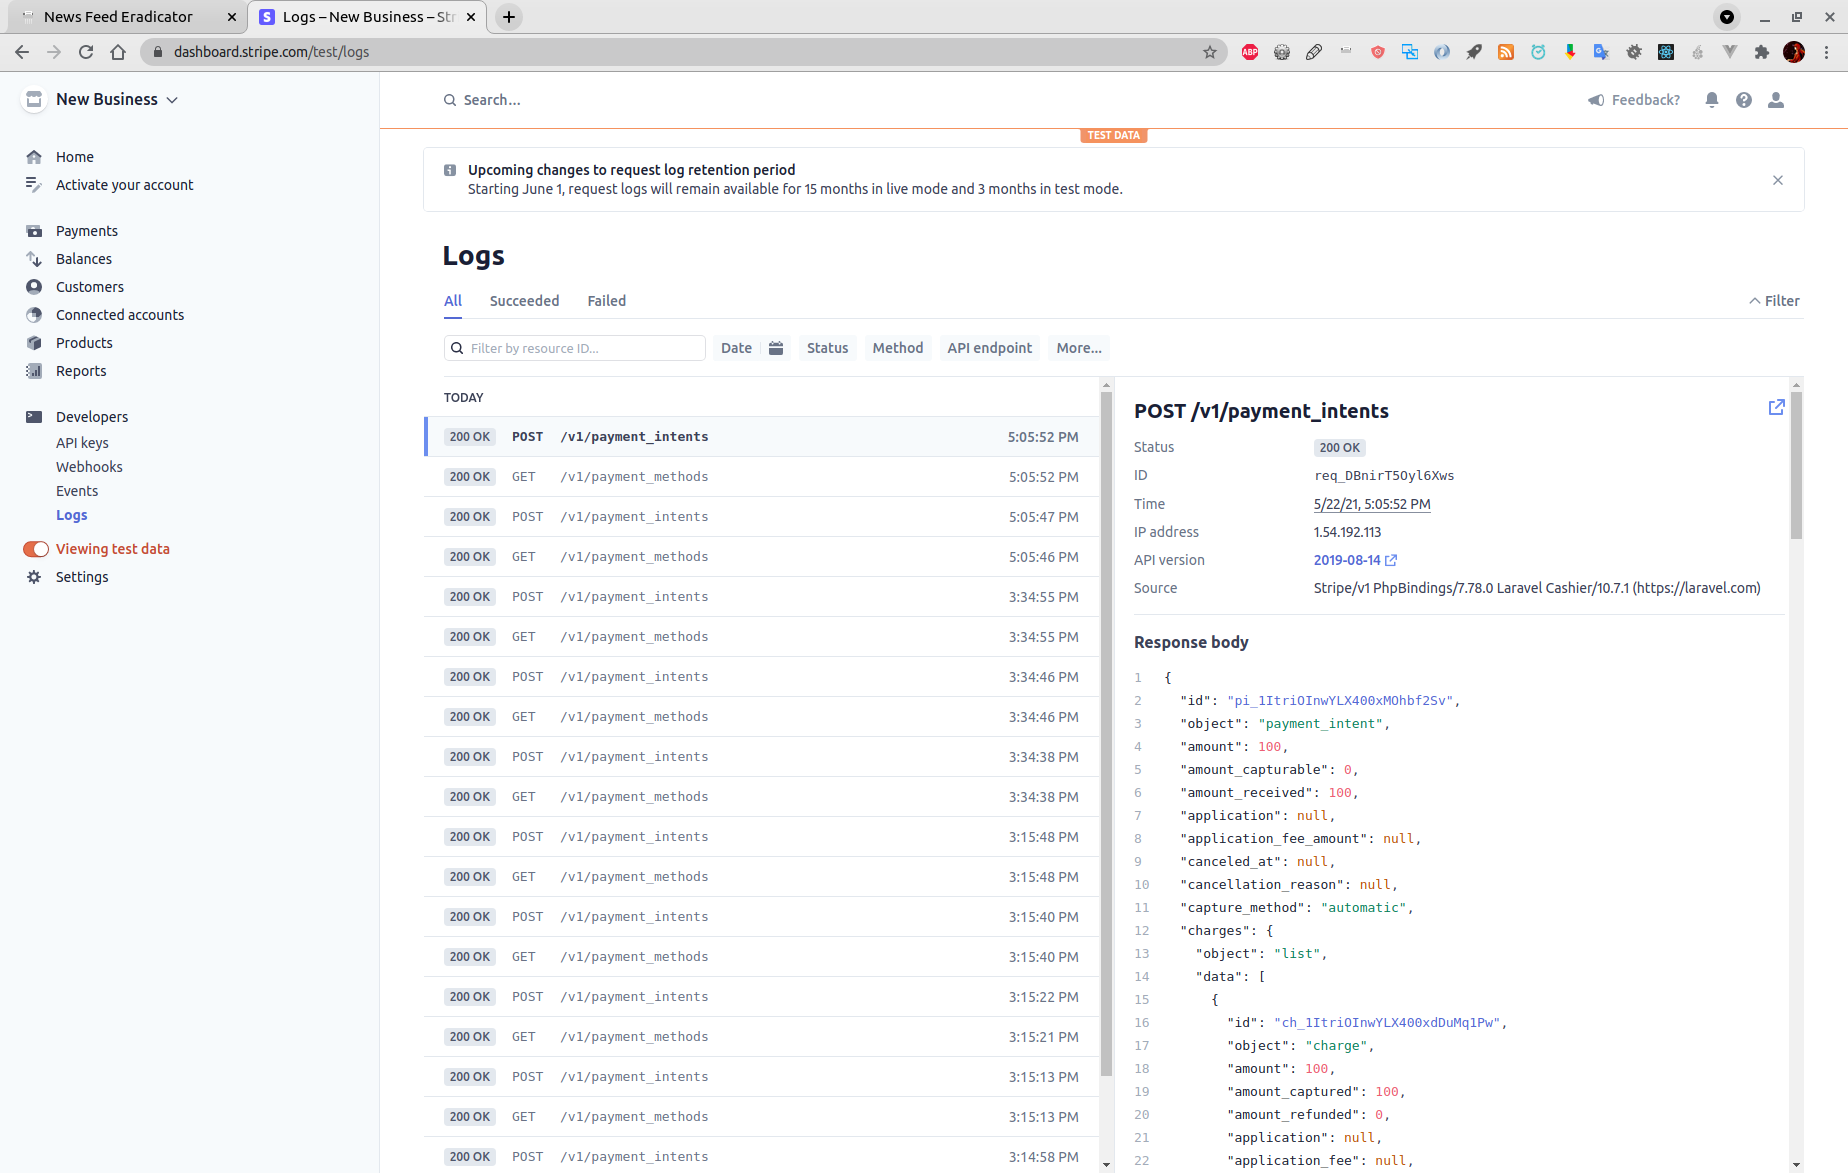 News Feed Eradicator
Logs – New Business – Str
dashboard.stripe.com/test/logs
ABP
New Business
Search...
Feedback?
TEST DATA
Home
Activate your account
Payments
Balances
Customers
Connected accounts
Products
Reports
Developers
API keys
Webhooks
Events
Logs
Viewing test data
Settings
Upcoming changes to request log retention period
Starting June 1, request logs will remain available for 15 months in live mode and 3 months in test mode.
Logs
All Succeeded Failed
Filter
Filter by resource ID... Date Status Method API endpoint More...
TODAY
200 OK POST /v1/payment_intents 5:05:52 PM
200 OK GET /v1/payment_methods 5:05:52 PM
200 OK POST /v1/payment_intents 5:05:47 PM
200 OK GET /v1/payment_methods 5:05:46 PM
200 OK POST /v1/payment_intents 3:34:55 PM
200 OK GET /v1/payment_methods 3:34:55 PM
200 OK POST /v1/payment_intents 3:34:46 PM
200 OK GET /v1/payment_methods 3:34:46 PM
200 OK POST /v1/payment_intents 3:34:38 PM
200 OK GET /v1/payment_methods 3:34:38 PM
200 OK POST /v1/payment_intents 3:15:48 PM
200 OK GET /v1/payment_methods 3:15:48 PM
200 OK POST /v1/payment_intents 3:15:40 PM
200 OK GET /v1/payment_methods 3:15:40 PM
200 OK POST /v1/payment_intents 3:15:22 PM
200 OK GET /v1/payment_methods 3:15:21 PM
200 OK POST /v1/payment_intents 3:15:13 PM
200 OK GET /v1/payment_methods 3:15:13 PM
200 OK POST /v1/payment_intents 3:14:58 PM
POST /v1/payment_intents
Status 200 OK
ID req_DBnirT5Oyl6Xws
Time 5/22/21, 5:05:52 PM
IP address 1.54.192.113
API version 2019-08-14
Source Stripe/v1 PhpBindings/7.78.0 Laravel Cashier/10.7.1 (https://laravel.com)
Response body
1 {
2 "id": "pi_1ItriOInwYLX400xMOhbf2Sv",
3 "object": "payment_intent",
4 "amount": 100,
5 "amount_capturable": 0,
6 "amount_received": 100,
7 "application": null,
8 "application_fee_amount": null,
9 "canceled_at": null,
10 "cancellation_reason": null,
11 "capture_method": "automatic",
12 "charges": {
13 "object": "list",
14 "data": [
15 {
16 "id": "ch_1ItriOInwYLX400xdDuMq1Pw",
17 "object": "charge",
18 "amount": 100,
19 "amount_captured": 100,
20 "amount_refunded": 0,
21 "application": null,
22 "application_fee": null,